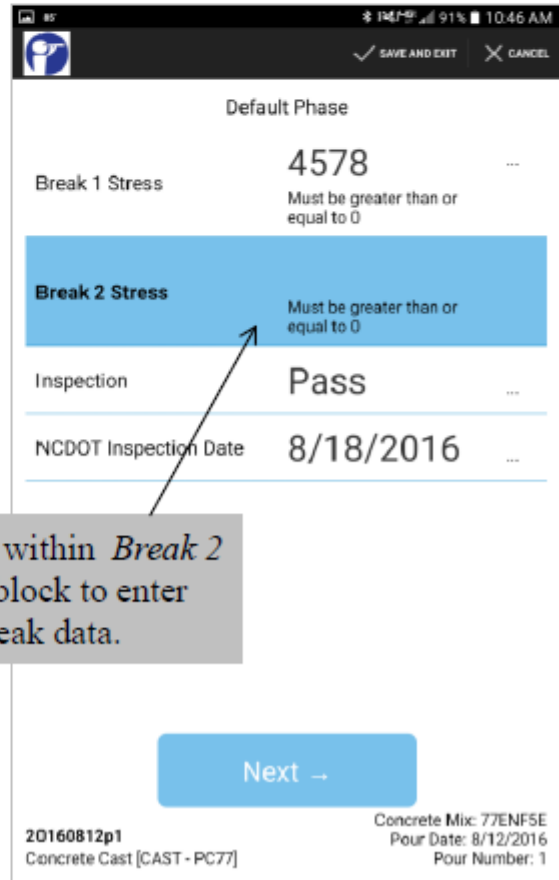 85° 91% 10:46 AM
SAVE AND EXIT CANCEL
Default Phase
Break 1 Stress
4578
...
Must be greater than or
equal to 0
Break 2 Stress
Must be greater than or
equal to 0
Inspection
Pass
...
NCDOT Inspection Date
8/18/2016
...
within Break 2
block to enter
eak data.
Next →
20160812p1
Concrete Cast [CAST - PC77]
Concrete Mix: 77ENF5E
Pour Date: 8/12/2016
Pour Number: 1